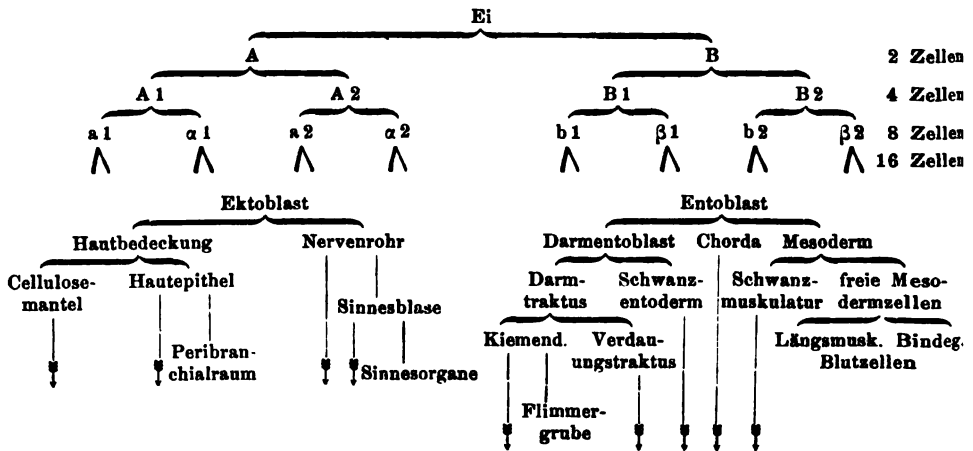 Ei
A B 2 Zellen
A 1 A 2 B 1 B 2 4 Zellen
a 1 α 1 a 2 α 2 b 1 β 1 b 2 β 2 8 Zellen
16 Zellen
Ektoblast Entoblast
Hautbedeckung Nervenrohr Darmentoblast Chorda Mesoderm
Cellulose- Hautepithel Darm- Schwanz- Schwanz- freie Meso-
mantel traktus entoderm muskulatur dermzellen
Sinnesblase
Kiemend. Verdau- Längsmusk. Bindeg.
Peribran- ungstraktus Blutzellen
chialraum Sinnesorgane
Flimmer-
grube